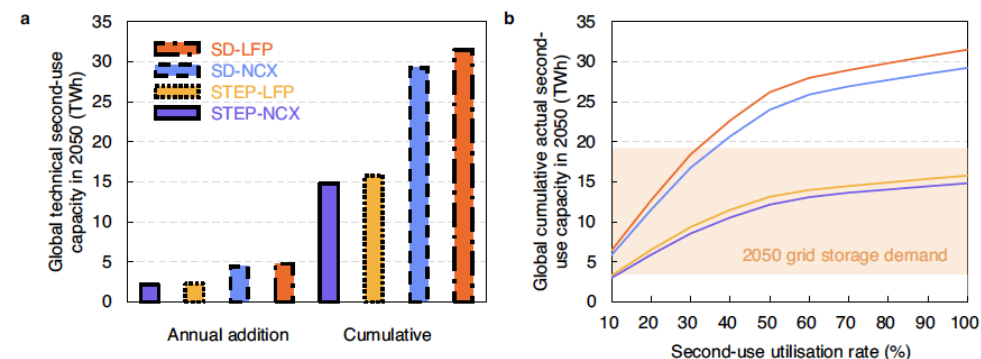 a
Global technical second-use
capacity in 2050 (TWh)
35
30
25
20
15
10
5
0
SD-LFP
SD-NCX
STEP-LFP
STEP-NCX
Annual addition
Cumulative
b
Global cumulative actual second-
use capacity in 2050 (TWh)
35
30
25
20
15
10
5
0
2050 grid storage demand
10 20 30 40 50 60 70 80 90 100
Second-use utilisation rate (%)